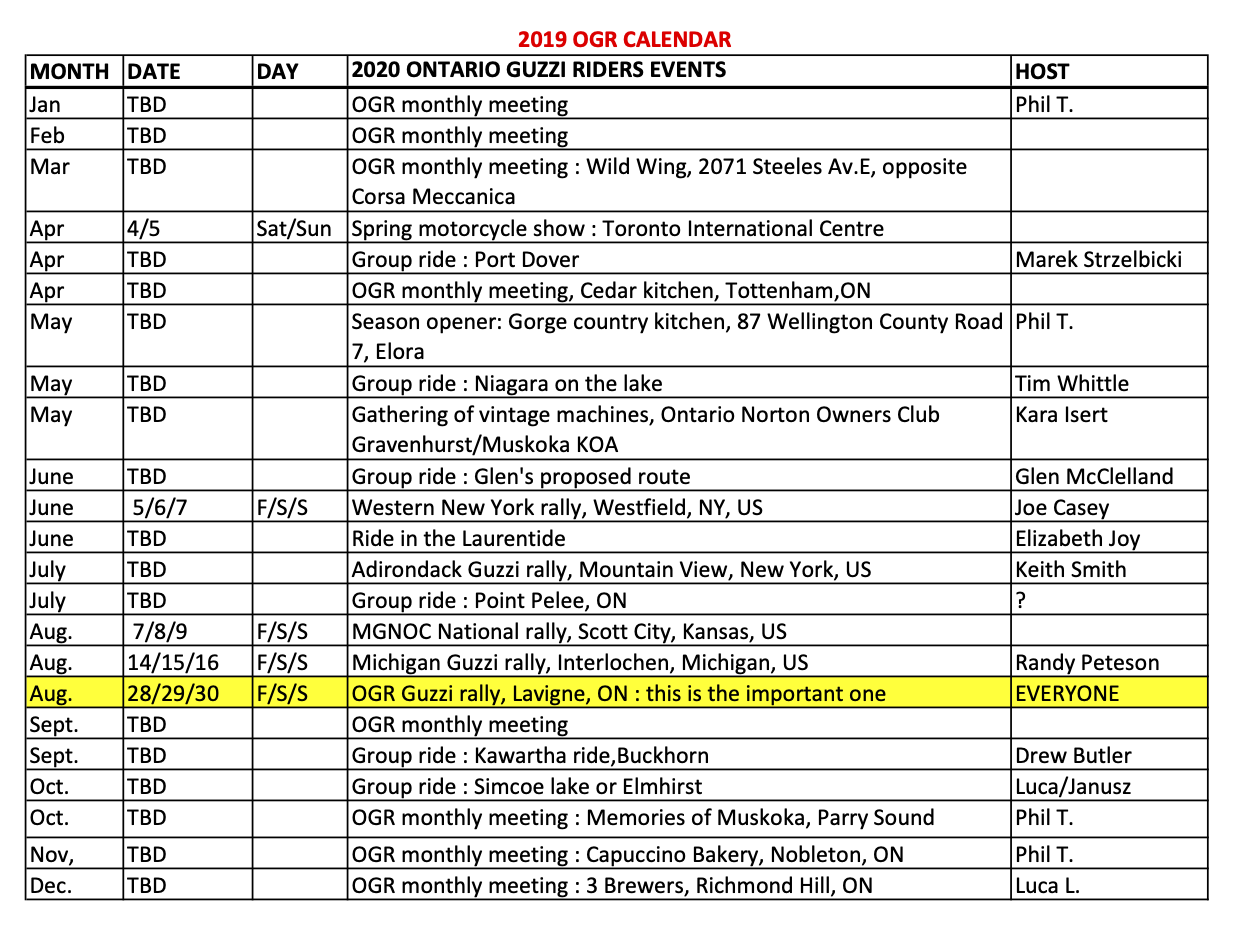 2019 OGR CALENDAR
MONTH DATE DAY 2020 ONTARIO GUZZI RIDERS EVENTS HOST
Jan TBD OGR monthly meeting Phil T.
Feb TBD OGR monthly meeting
Mar TBD OGR monthly meeting : Wild Wing, 2071 Steeles Av.E, opposite
Corsa Meccanica
Apr 4/5 Sat/Sun Spring motorcycle show : Toronto International Centre
Apr TBD Group ride : Port Dover Marek Strzelbicki
Apr TBD OGR monthly meeting, Cedar kitchen, Tottenham,ON
May TBD Season opener: Gorge country kitchen, 87 Wellington County Road Phil T.
7, Elora
May TBD Group ride : Niagara on the lake Tim Whittle
May TBD Gathering of vintage machines, Ontario Norton Owners Club Kara Isert
Gravenhurst/Muskoka KOA
June TBD Group ride : Glen's proposed route Glen McClelland
June 5/6/7 F/S/S Western New York rally, Westfield, NY, US Joe Casey
June TBD Ride in the Laurentide Elizabeth Joy
July TBD Adirondack Guzzi rally, Mountain View, New York, US Keith Smith
July TBD Group ride : Point Pelee, ON ?
Aug. 7/8/9 F/S/S MGNOC National rally, Scott City, Kansas, US
Aug. 14/15/16 F/S/S Michigan Guzzi rally, Interlochen, Michigan, US Randy Peteson
Aug. 28/29/30 F/S/S OGR Guzzi rally, Lavigne, ON : this is the important one EVERYONE
Sept. TBD OGR monthly meeting
Sept. TBD Group ride : Kawartha ride,Buckhorn Drew Butler
Oct. TBD Group ride : Simcoe lake or Elmhirst Luca/Janusz
Oct. TBD OGR monthly meeting : Memories of Muskoka, Parry Sound Phil T.
Nov, TBD OGR monthly meeting : Capuccino Bakery, Nobleton, ON Phil T.
Dec. TBD OGR monthly meeting : 3 Brewers, Richmond Hill, ON Luca L.